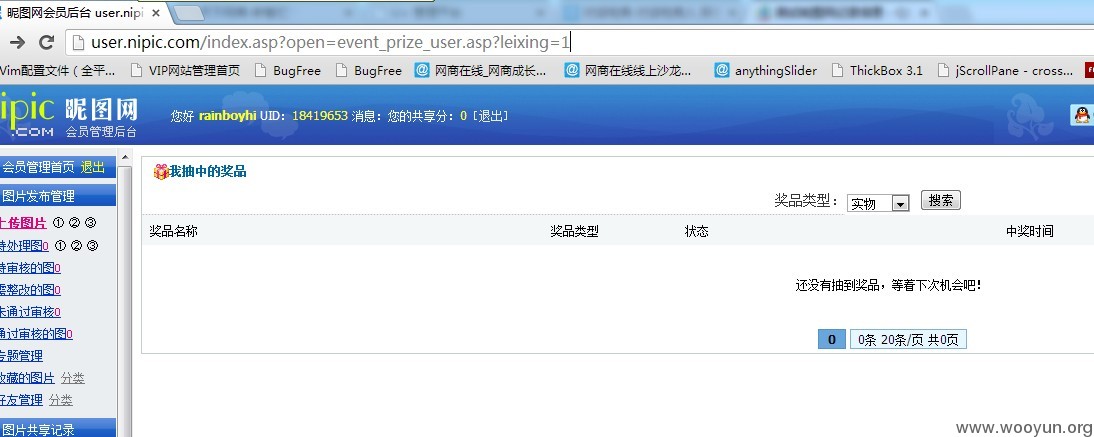 昵图网会员后台 user.nipic.com
user.nipic.com/index.asp?open=event_prize_user.asp?leixing=1
Vim配置文件（全平... VIP网站管理首页 BugFree BugFree 网商在线_网商成长... 网商在线线上沙龙... anythingSlider ThickBox 3.1 jScrollPane - cross...
nipic 昵图网
.COM 会员管理后台
您好 rainboyhi UID: 18419653 消息: 您的共享分: 0 [退出]
会员管理首页 退出
我抽中的奖品
图片发布管理
奖品类型: 实物 搜索
上传图片 ① ② ③
奖品名称 奖品类型 状态 中奖时间
待处理图0 ① ② ③
待审核的图0
需整改的图0
还没有抽到奖品，等着下次机会吧!
未通过审核0
通过审核的图0
0 0条 20条/页 共0页
专题管理
收藏的图片 分类
好友管理 分类
图片共享记录
www.wooyun.org